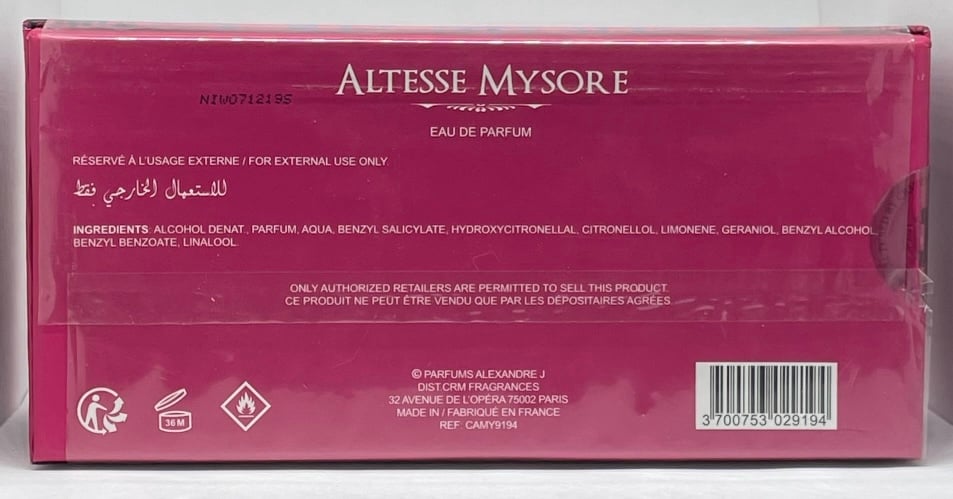 ALTESSE MYSORE
NIW071219S
EAU DE PARFUM
RÉSERVÉ À L'USAGE EXTERNE / FOR EXTERNAL USE ONLY
للاستعمال الخارجي فقط
INGREDIENTS: ALCOHOL DENAT., PARFUM, AQUA, BENZYL SALICYLATE, HYDROXYCITRONELLAL, CITRONELLOL, LIMONENE, GERANIOL, BENZYL ALCOHOL,
BENZYL BENZOATE, LINALOOL.
ONLY AUTHORIZED RETAILERS ARE PERMITTED TO SELL THIS PRODUCT.
CE PRODUIT NE PEUT ÊTRE VENDU QUE PAR LES DÉPOSITAIRES AGRÉES.
© PARFUMS ALEXANDRE J
DIST.CRM FRAGRANCES
32 AVENUE DE L'OPÉRA 75002 PARIS
MADE IN / FABRIQUÉ EN FRANCE
REF: CAMY9194
36 M
3 700753 029194